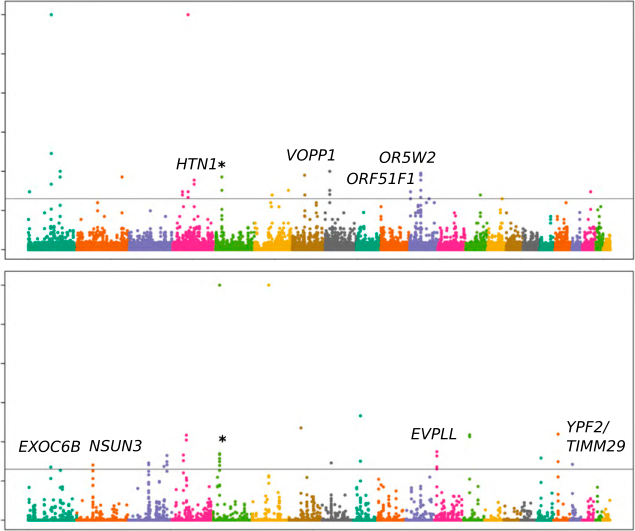 HTN1*
VOPP1
OR5W2
ORF51F1
EXOC6B
NSUN3
*
EVPLL
YPF2/
TIMM29